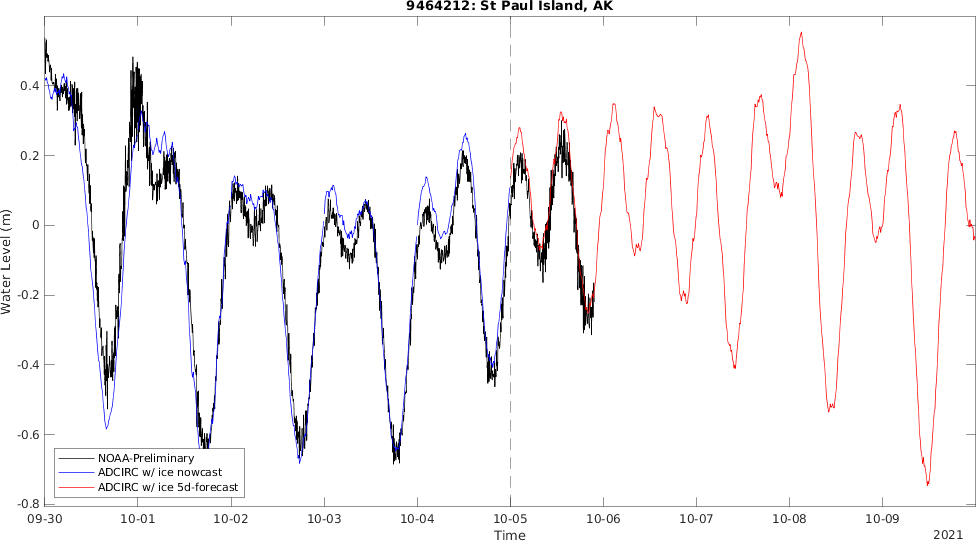 9464212: St Paul Island, AK
Water Level (m)
0.4
0.2
0
-0.2
-0.4
-0.6
-0.8
NOAA-Preliminary
ADCIRC w/ ice nowcast
ADCIRC w/ ice 5d-forecast
09-30 10-01 10-02 10-03 10-04 10-05 10-06 10-07 10-08 10-09
Time
2021